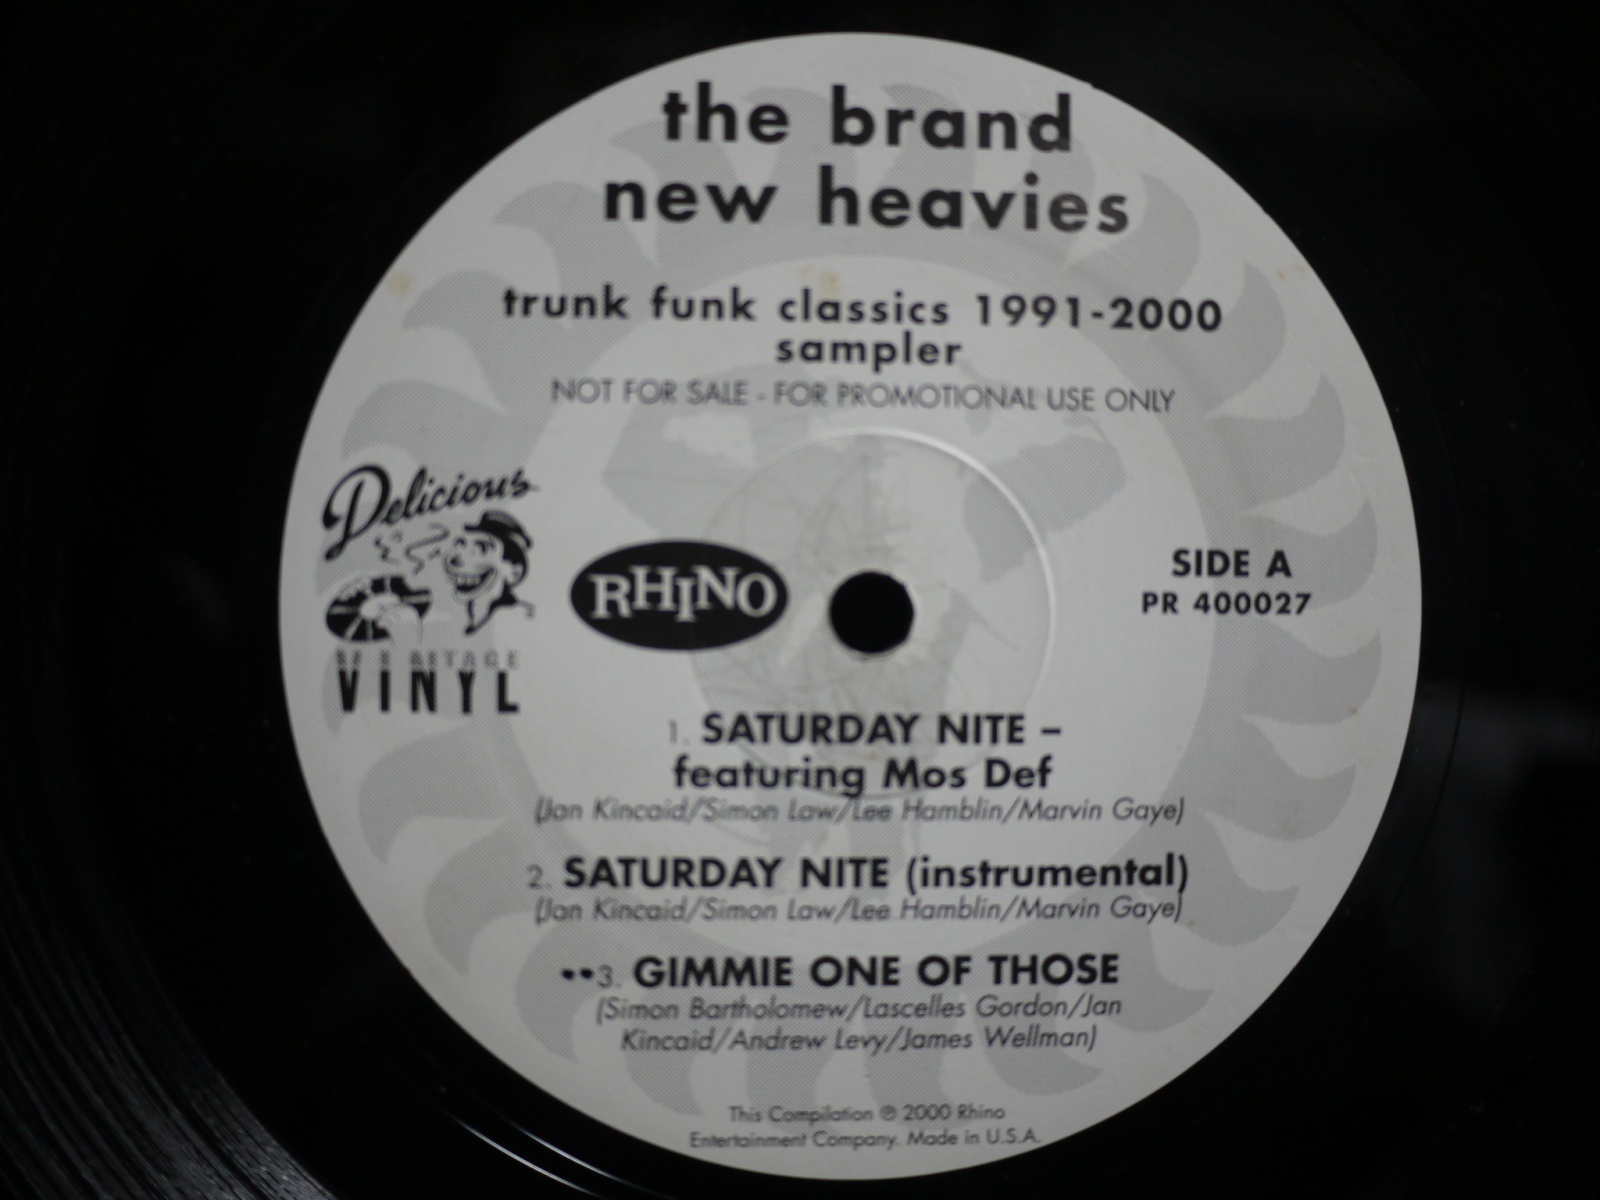 the brand
new heavies
trunk funk classics 1991-2000
sampler
NOT FOR SALE - FOR PROMOTIONAL USE ONLY
Delicious
VINYL
RHINO
SIDE A
PR 400027
1. SATURDAY NITE –
featuring Mos Def
(Jan Kincaid/Simon Law/Lee Hamblin/Marvin Gaye)
2. SATURDAY NITE (instrumental)
(Jan Kincaid/Simon Law/Lee Hamblin/Marvin Gaye)
••3. GIMMIE ONE OF THOSE
(Simon Bartholomew/Lascelles Gordon/Jan
Kincaid/Andrew Levy/James Wellman)
This Compilation ℗ 2000 Rhino
Entertainment Company. Made in U.S.A.